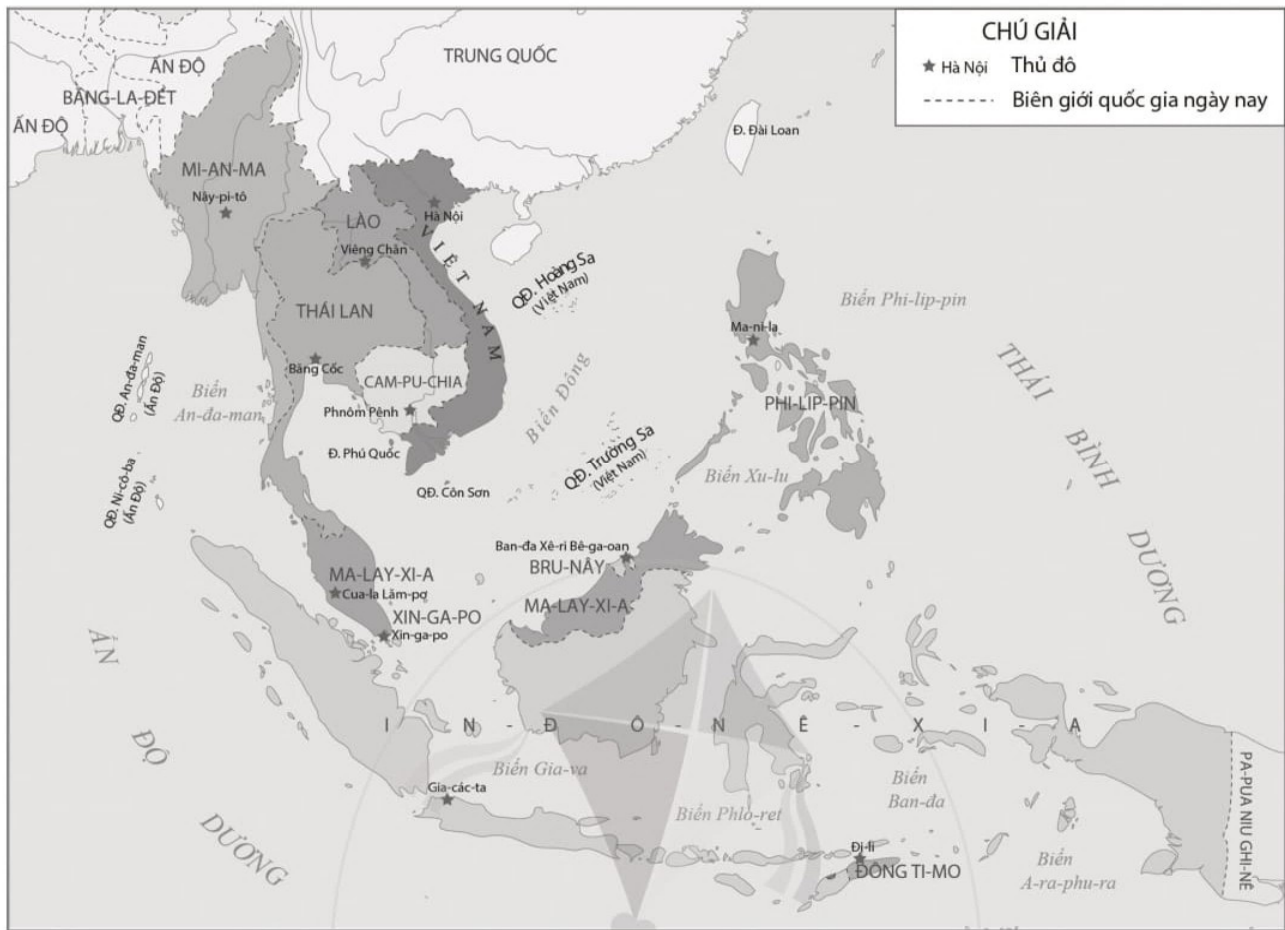 CHÚ GIẢI
★ Hà Nội Thủ đô
Biên giới quốc gia ngày nay
TRUNG QUỐC
ẤN ĐỘ
BĂNG-LA-ĐÉT
ẤN ĐỘ
Đ. Đài Loan
MI-AN-MA
Nây-pi-tô
Hà Nội
LÀO
Viêng Chăn
VIỆT NAM
QĐ. Hoàng Sa
(Việt Nam)
THÁI LAN
Băng Cốc
Biển Phi-lip-pin
Ma-ni-la
THÁI BÌNH DƯƠNG
QĐ. An-đa-man
(Ấn Độ)
Biển
An-đa-man
CAM-PU-CHIA
Phnôm Pênh
Biển Đông
PHI-LIP-PIN
Đ. Phú Quốc
QĐ. Trường Sa
(Việt Nam)
Biển Xu-lu
QĐ. Ni-cô-ba
(Ấn Độ)
QĐ. Côn Sơn
Ban-đa Xê-ri Bê-ga-oan
BRU-NÂY
MA-LAY-XI-A
Cua-la Lăm-pơ
MA-LAY-XI-A
XIN-GA-PO
Xin-ga-po
ẤN ĐỘ DƯƠNG
IN-ĐÔ-NÊ-XI-A
Biển Gia-va
Gia-các-ta
Biển Phlo-ret
Biển
Ban-đa
PA-PUA NIU GHI-NÊ
Đi-li
ĐÔNG TI-MO
Biển
A-ra-phu-ra